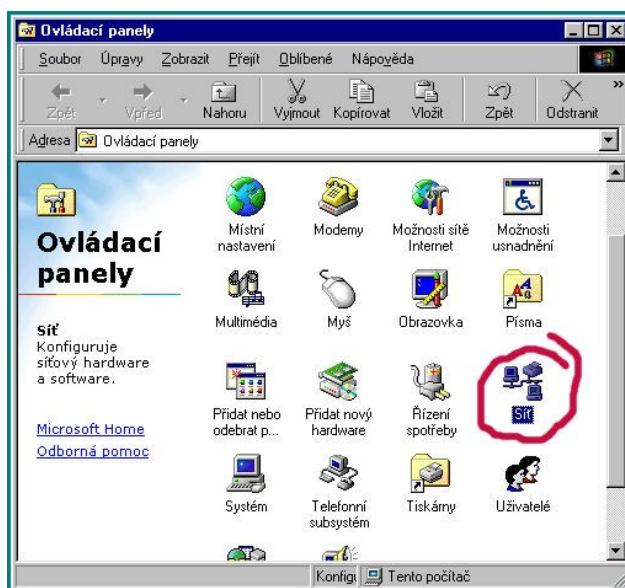 Ovládací panely
Soubor Úpravy Zobrazit Přejít Oblíbené Nápověda
Zpět Vpřed Nahoru Vyjmout Kopírovat Vložit Zpět Odstranit »
Adresa Ovládací panely
Ovládací
panely
Síť
Konfiguruje
síťový hardware
a software.
Microsoft Home
Odborná pomoc
Místní
nastavení
Modemy
Možnosti sítě
Internet
Možnosti
usnadnění
Multimédia
Myš
Obrazovka
Písma
Přidat nebo
odebrat p...
Přidat nový
hardware
Řízení
spotřeby
Síť
Systém
Telefonní
subsystém
Tiskárny
Uživatelé
Konfigu
Tento počítač